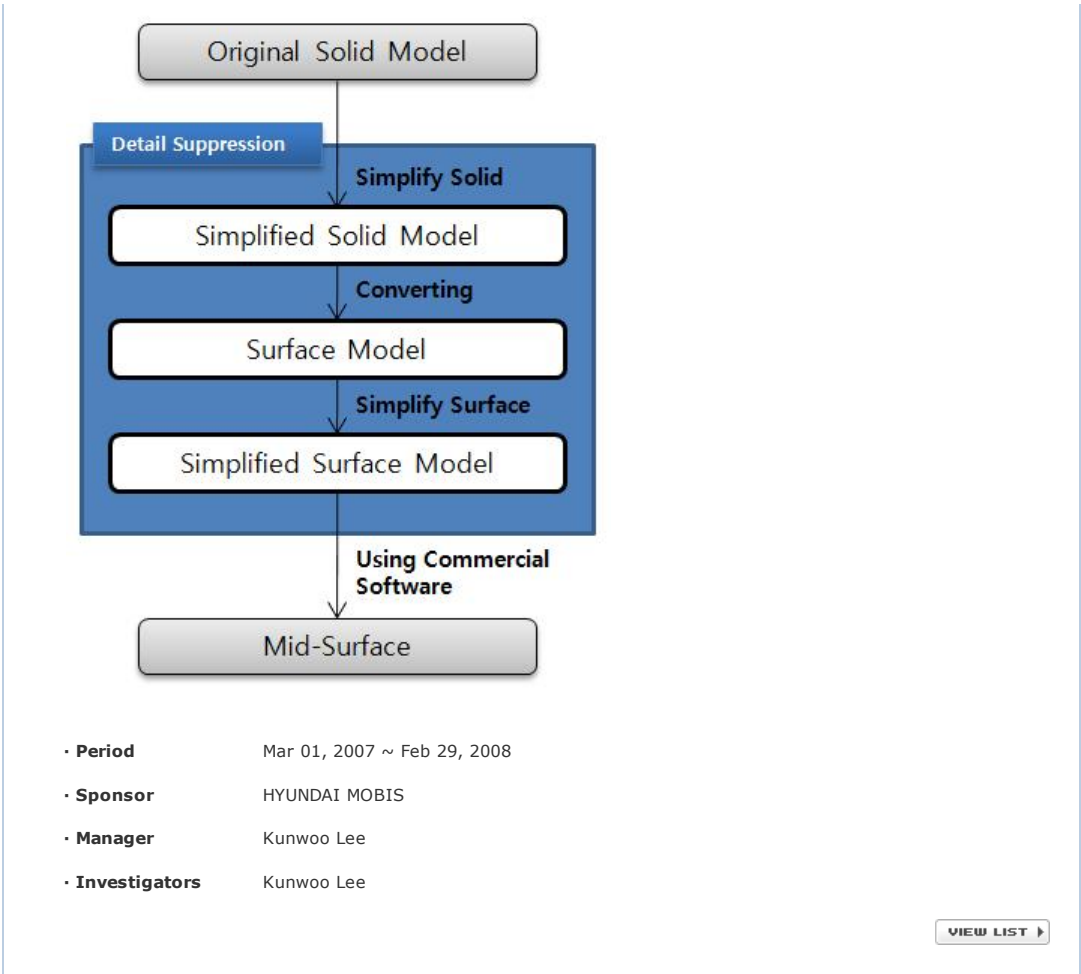 Original Solid Model
Detail Suppression
Simplify Solid
Simplified Solid Model
Converting
Surface Model
Simplify Surface
Simplified Surface Model
Using Commercial
Software
Mid-Surface
· Period Mar 01, 2007 ~ Feb 29, 2008
· Sponsor HYUNDAI MOBIS
· Manager Kunwoo Lee
· Investigators Kunwoo Lee
VIEW LIST